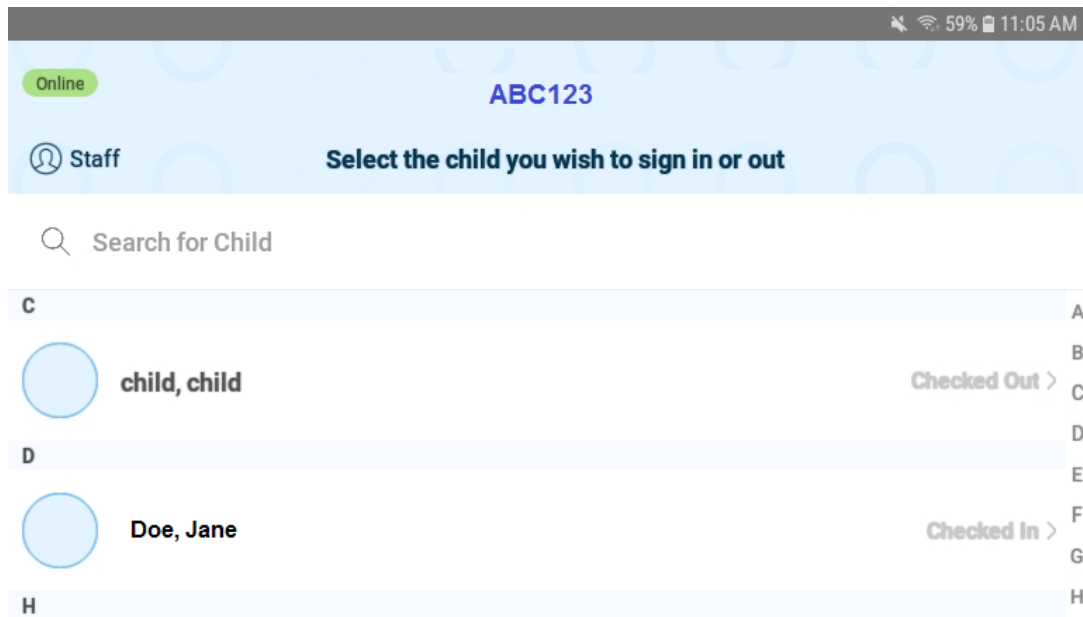 59% 11:05 AM
Online
ABC123
Staff
Select the child you wish to sign in or out
Search for Child
C
child, child
Checked Out
D
Doe, Jane
Checked In
H
A
B
C
D
E
F
G
H